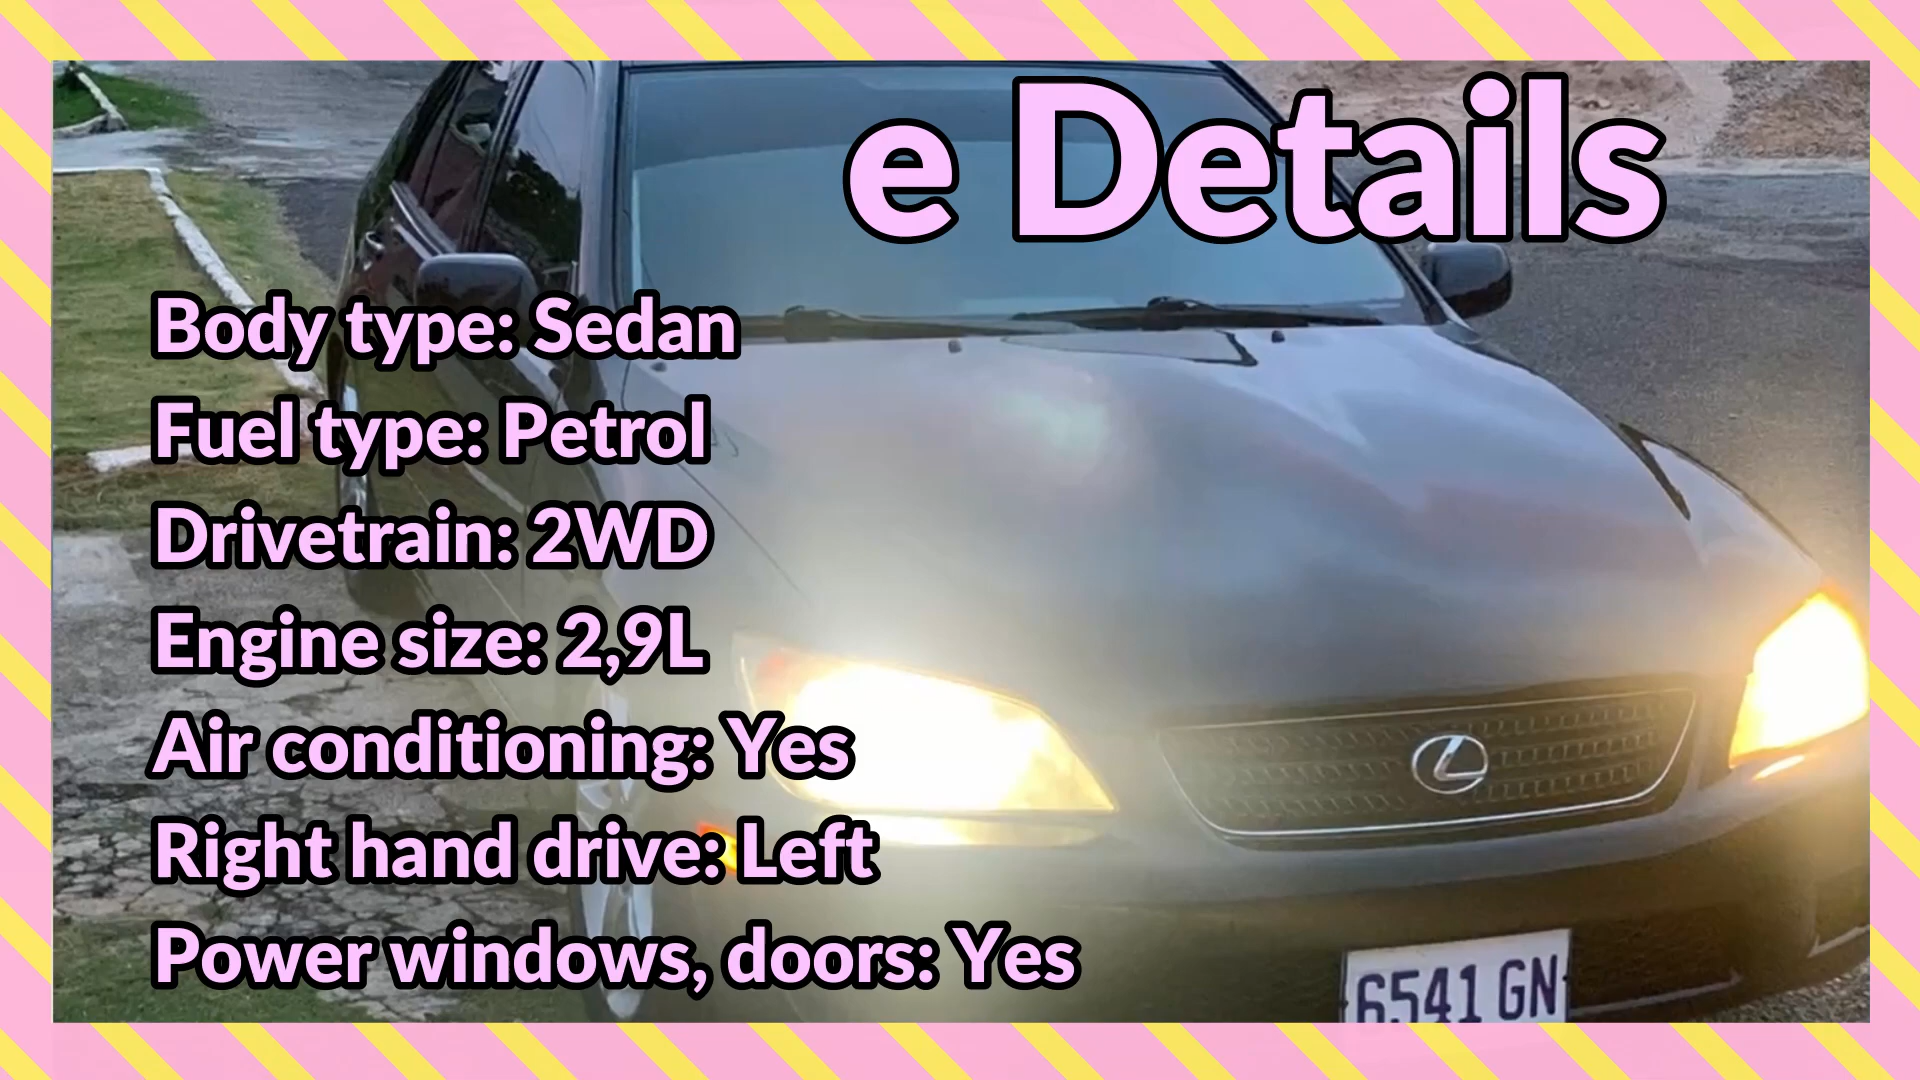 e Details
Body type: Sedan
Fuel type: Petrol
Drivetrain: 2WD
Engine size: 2,9L
Air conditioning: Yes
Right hand drive: Left
Power windows, doors: Yes
6541 GN